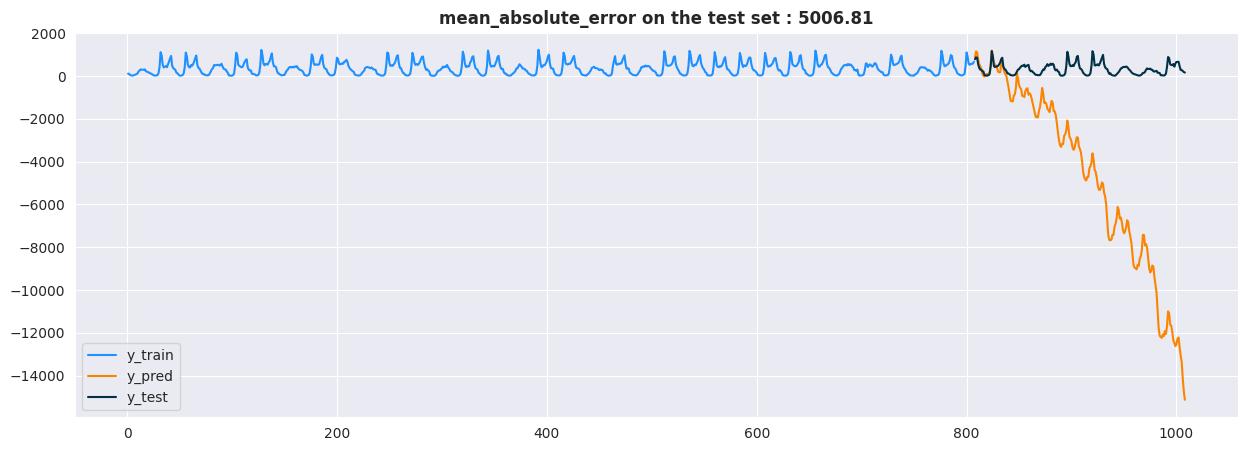 mean_absolute_error on the test set : 5006.81
2000
0
−2000
−4000
−6000
−8000
−10000
−12000
−14000
y_train
y_pred
y_test
0 200 400 600 800 1000